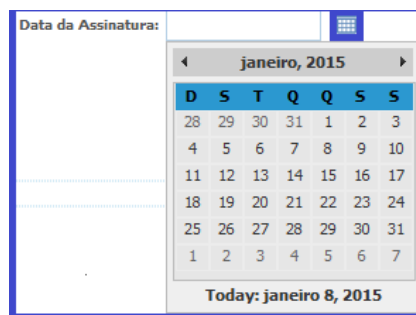 Data da Assinatura:
janeiro, 2015
D S T Q Q S S
28 29 30 31 1 2 3
4 5 6 7 8 9 10
11 12 13 14 15 16 17
18 19 20 21 22 23 24
25 26 27 28 29 30 31
1 2 3 4 5 6 7
Today: janeiro 8, 2015